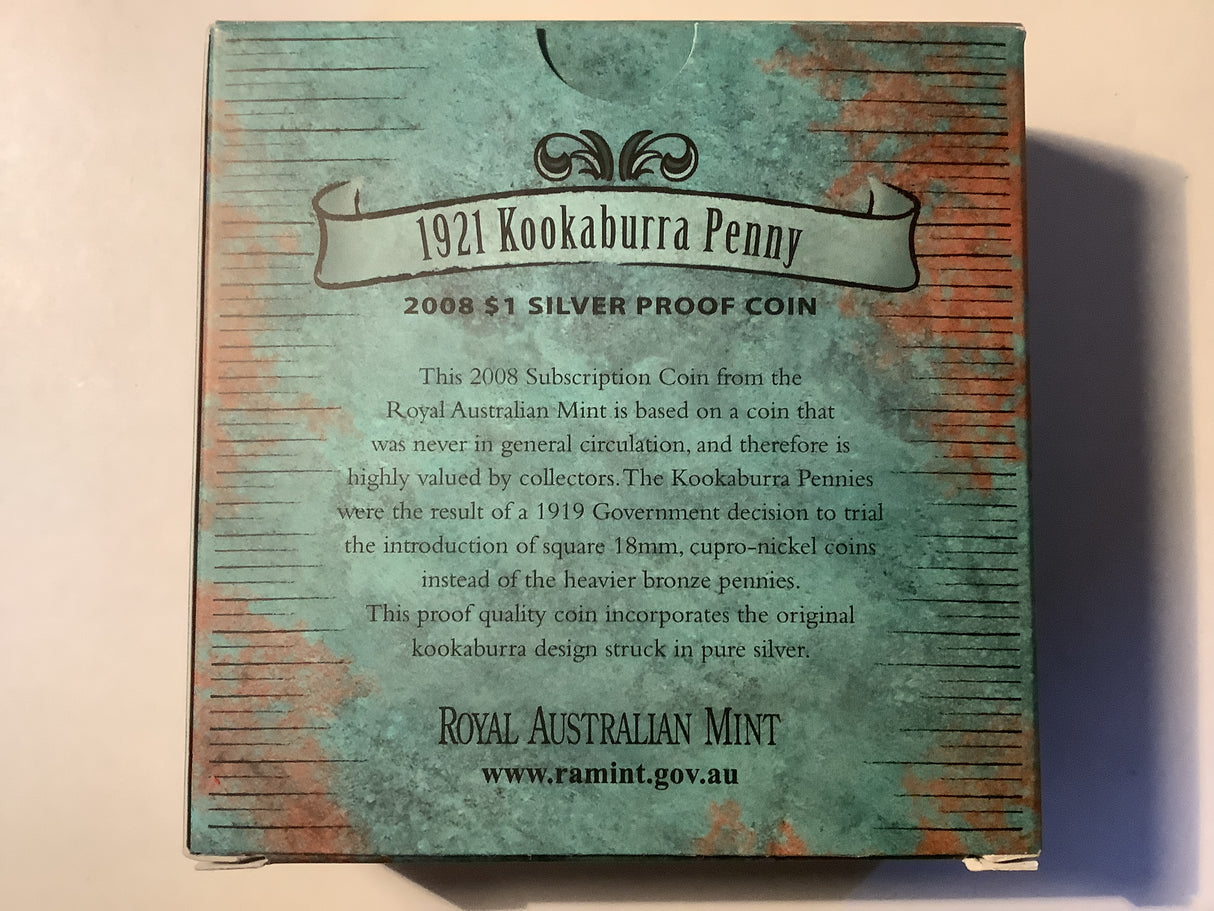 1921 Kookaburra Penny
2008 $1 SILVER PROOF COIN
This 2008 Subscription Coin from the
Royal Australian Mint is based on a coin that
was never in general circulation, and therefore is
highly valued by collectors. The Kookaburra Pennies
were the result of a 1919 Government decision to trial
the introduction of square 18mm, cupro-nickel coins
instead of the heavier bronze pennies.
This proof quality coin incorporates the original
kookaburra design struck in pure silver.
ROYAL AUSTRALIAN MINT
www.ramint.gov.au